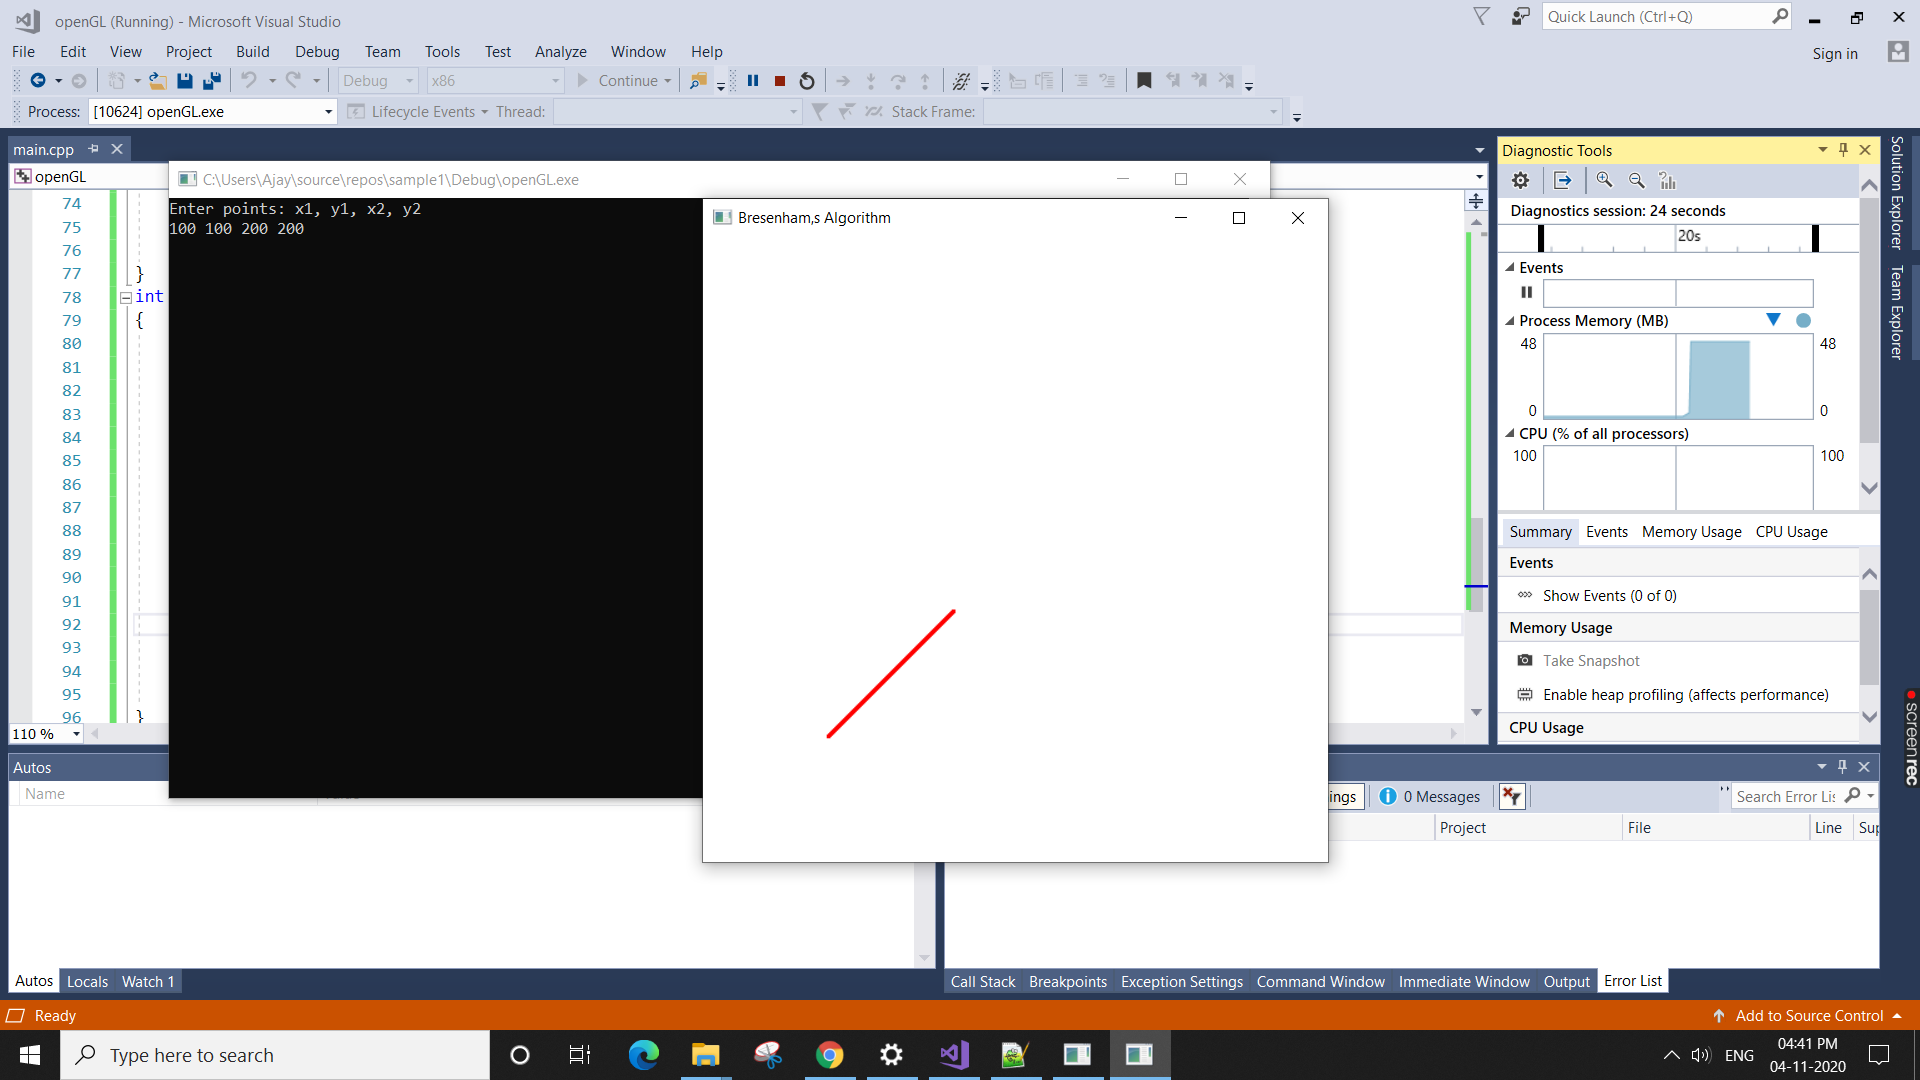 openGL (Running) - Microsoft Visual Studio
Quick Launch (Ctrl+Q)
File Edit View Project Build Debug Team Tools Test Analyze Window Help
Sign in
Debug x86 Continue
Process: [10624] openGL.exe Lifecycle Events Thread: Stack Frame:
main.cpp
openGL
C:\Users\Ajay\source\repos\sample1\Debug\openGL.exe
Enter points: x1, y1, x2, y2
100 100 200 200
Bresenham,s Algorithm
74
75
76
77 }
78 int
79 {
80
81
82
83
84
85
86
87
88
89
90
91
92
93
94
95
96 }
110 %
Diagnostic Tools
Diagnostics session: 24 seconds
20s
Events
Process Memory (MB)
48 48
0 0
CPU (% of all processors)
100 100
Summary Events Memory Usage CPU Usage
Events
Show Events (0 of 0)
Memory Usage
Take Snapshot
Enable heap profiling (affects performance)
CPU Usage
Solution Explorer
Team Explorer
screenrec
Autos
Name
ings 0 Messages Search Error Lis
Project File Line Sup
Autos Locals Watch 1
Call Stack Breakpoints Exception Settings Command Window Immediate Window Output Error List
Ready
Add to Source Control
Type here to search
ENG
04:41 PM
04-11-2020